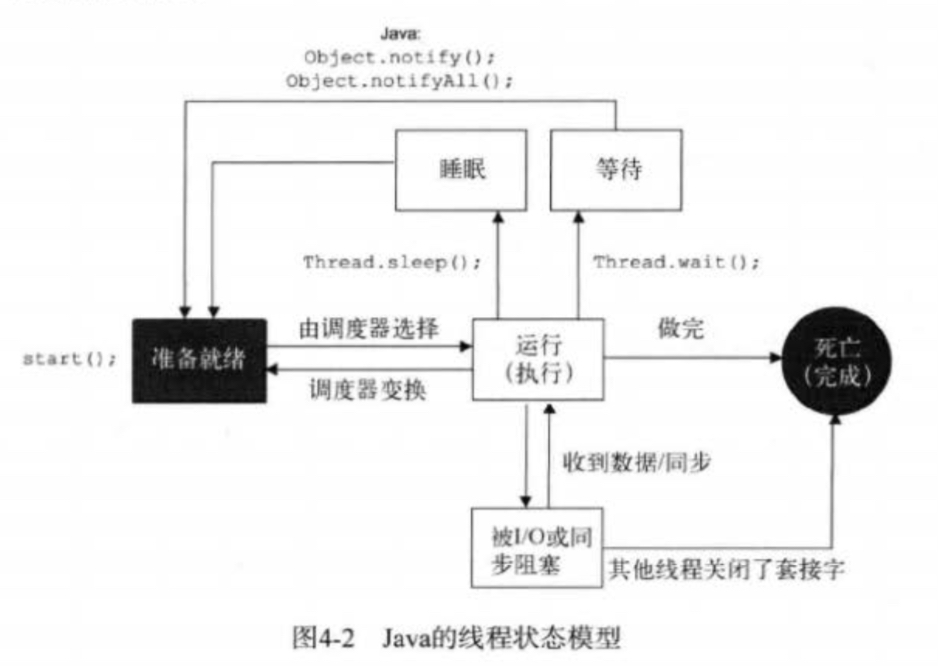 Java:
Object.notify();
Object.notifyAll();
睡眠
等待
Thread.sleep();
Thread.wait();
start();
准备就绪
由调度器选择
调度器变换
运行
(执行)
做完
死亡
(完成)
收到数据/同步
被I/O或同
步阻塞
其他线程关闭了套接字
图4-2 Java的线程状态模型